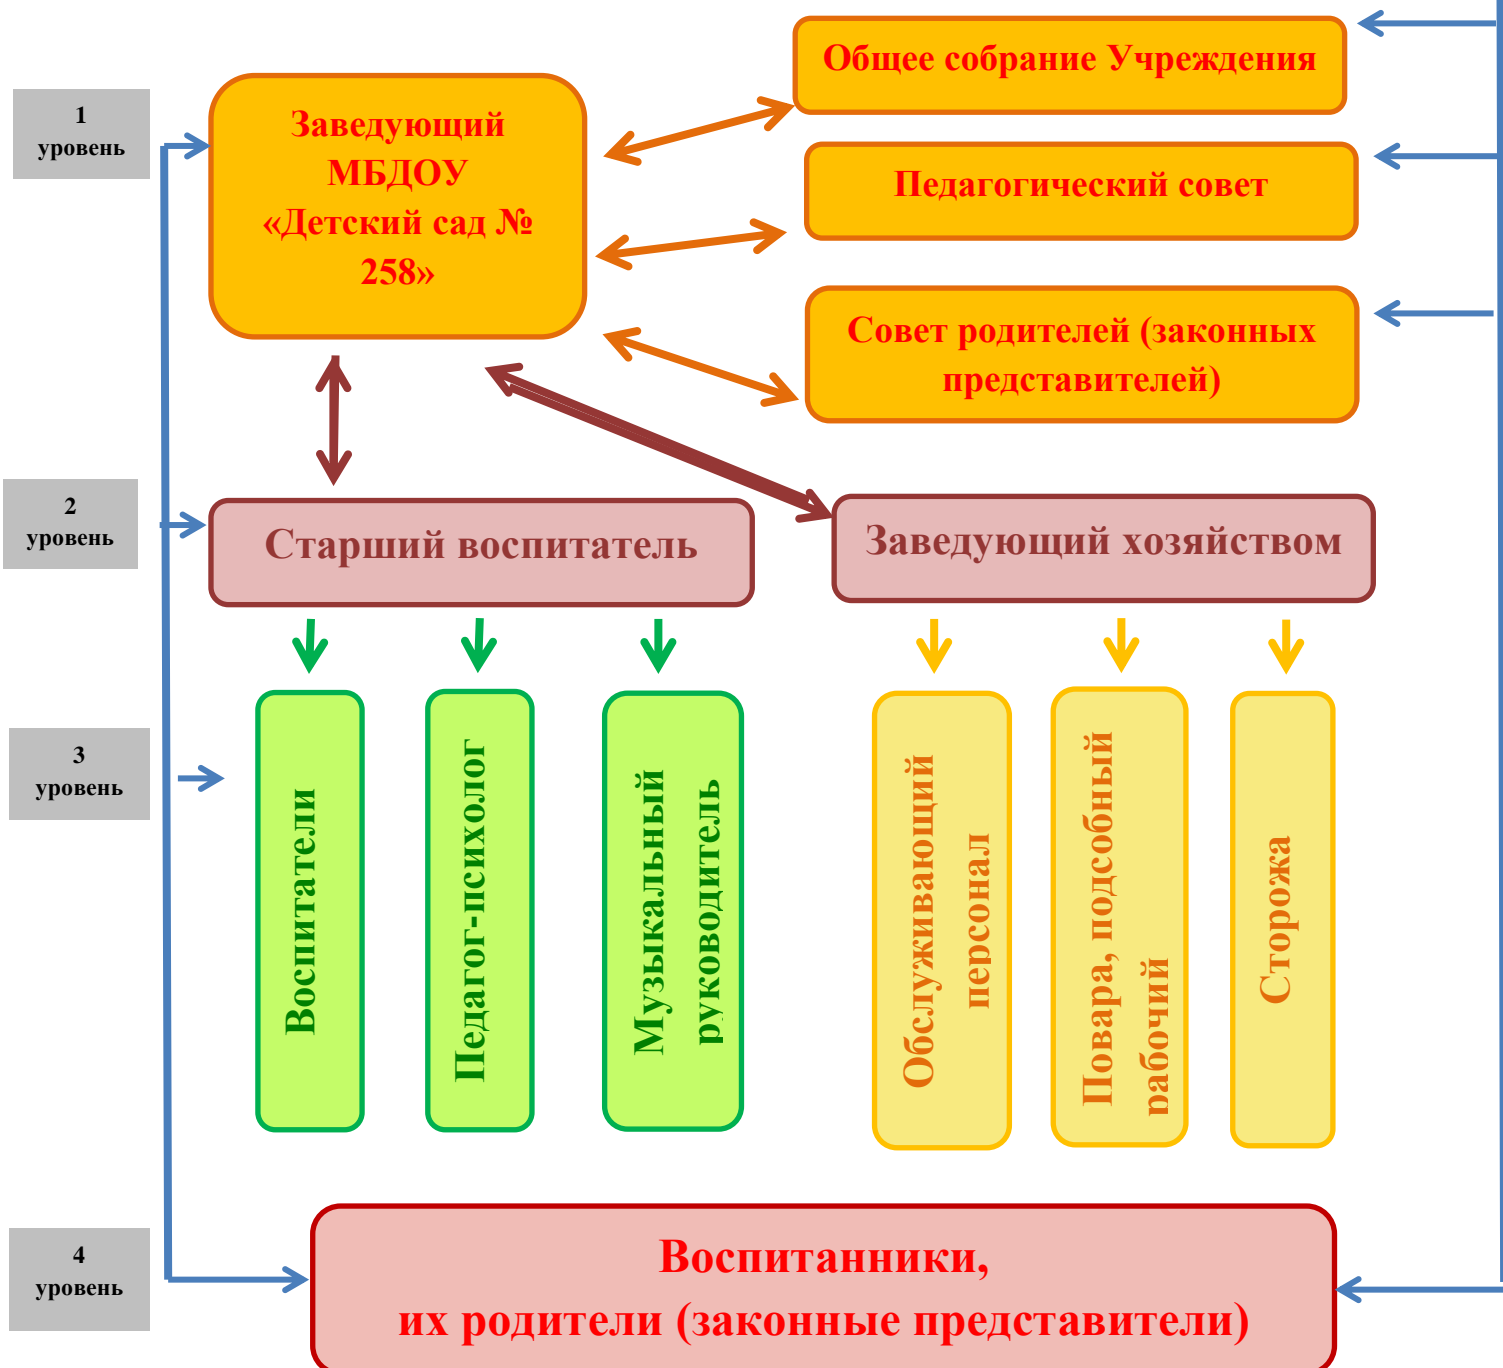 1
уровень
Заведующий
МБДОУ
«Детский сад №
258»
Общее собрание Учреждения
Педагогический совет
Совет родителей (законных
представителей)
2
уровень
Старший воспитатель
Заведующий хозяйством
3
уровень
Воспитатели
Педагог-психолог
Музыкальный
руководитель
Обслуживающий
персонал
Повара, подсобный
рабочий
Сторожа
4
уровень
Воспитанники,
их родители (законные представители)